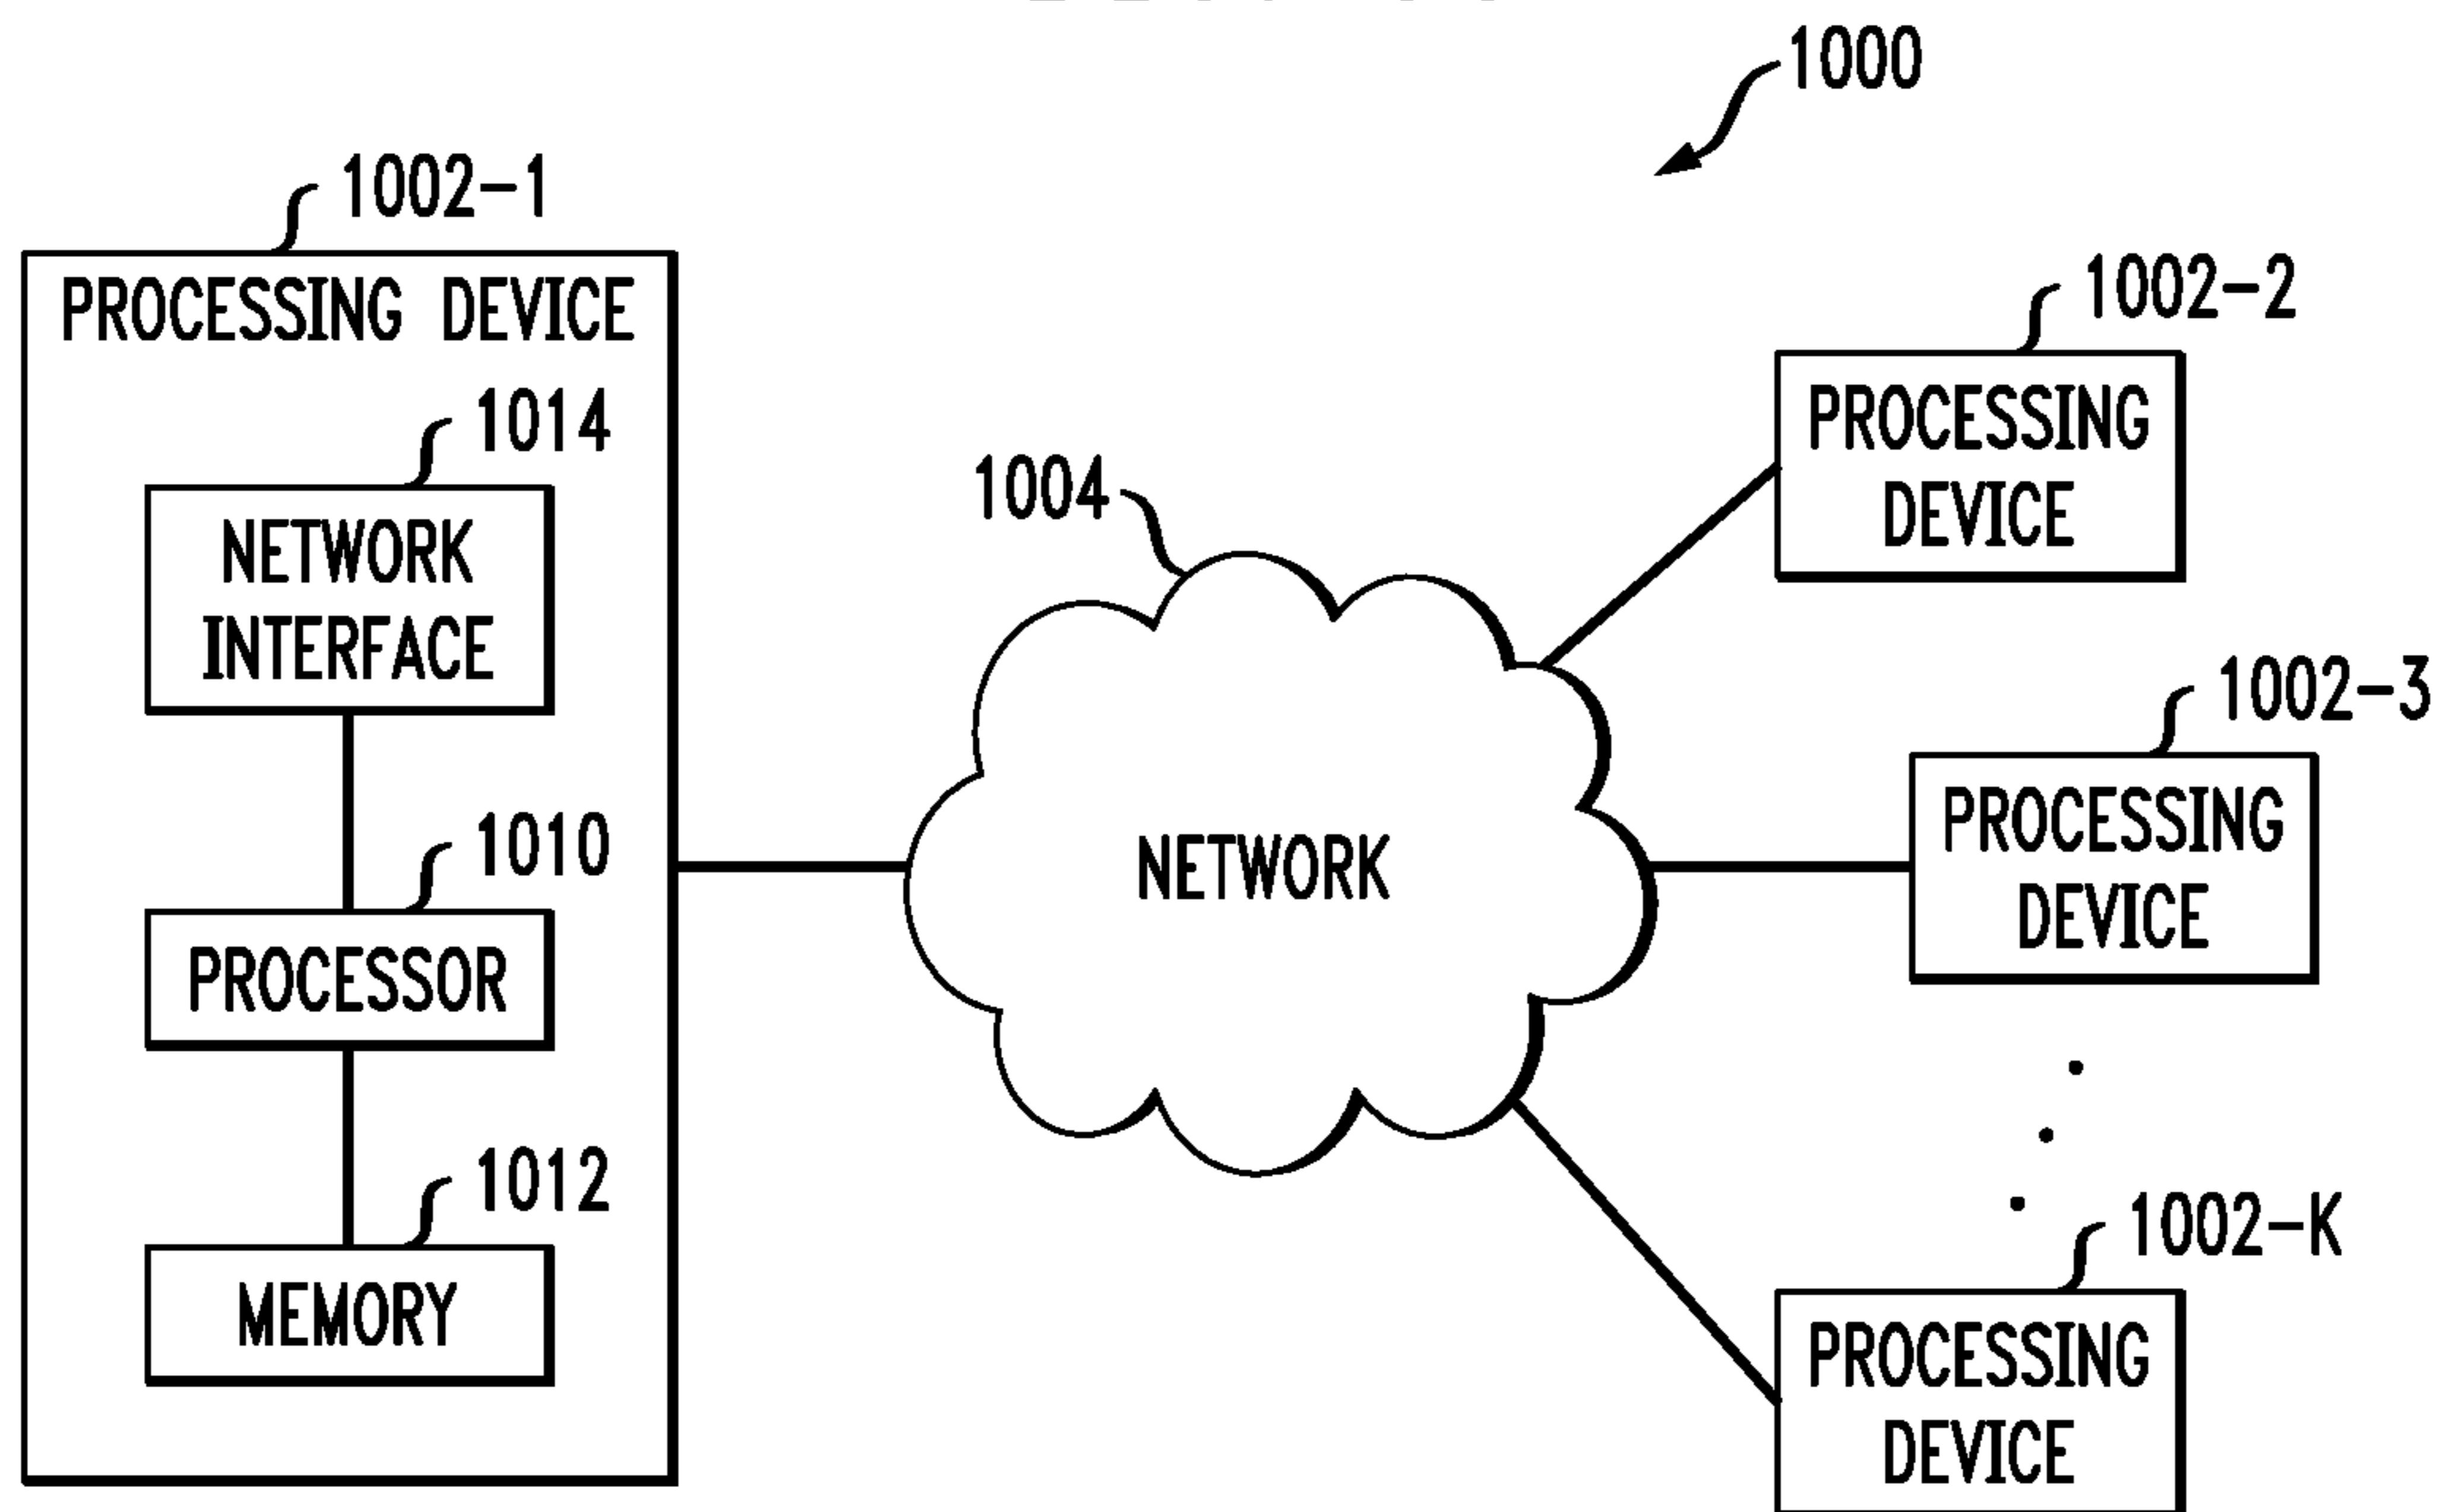 1000
1002-1
PROCESSING DEVICE
1014
NETWORK
INTERFACE
1010
PROCESSOR
1012
MEMORY
1004
NETWORK
1002-2
PROCESSING
DEVICE
1002-3
PROCESSING
DEVICE
1002-K
PROCESSING
DEVICE